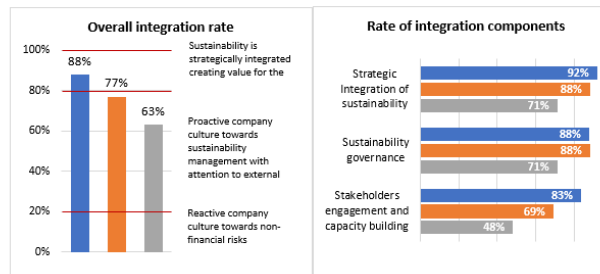 Overall integration rate
100%
80%
60%
40%
20%
0%
88%
77%
63%
Sustainability is
strategically integrated
creating value for the
Proactive company
culture towards
sustainability
management with
attention to external
Reactive company
culture towards non-
financial risks
Rate of integration components
Strategic
Integration of
sustainability
92%
88%
71%
Sustainability
governance
88%
88%
71%
Stakeholders
engagement and
capacity building
83%
69%
48%